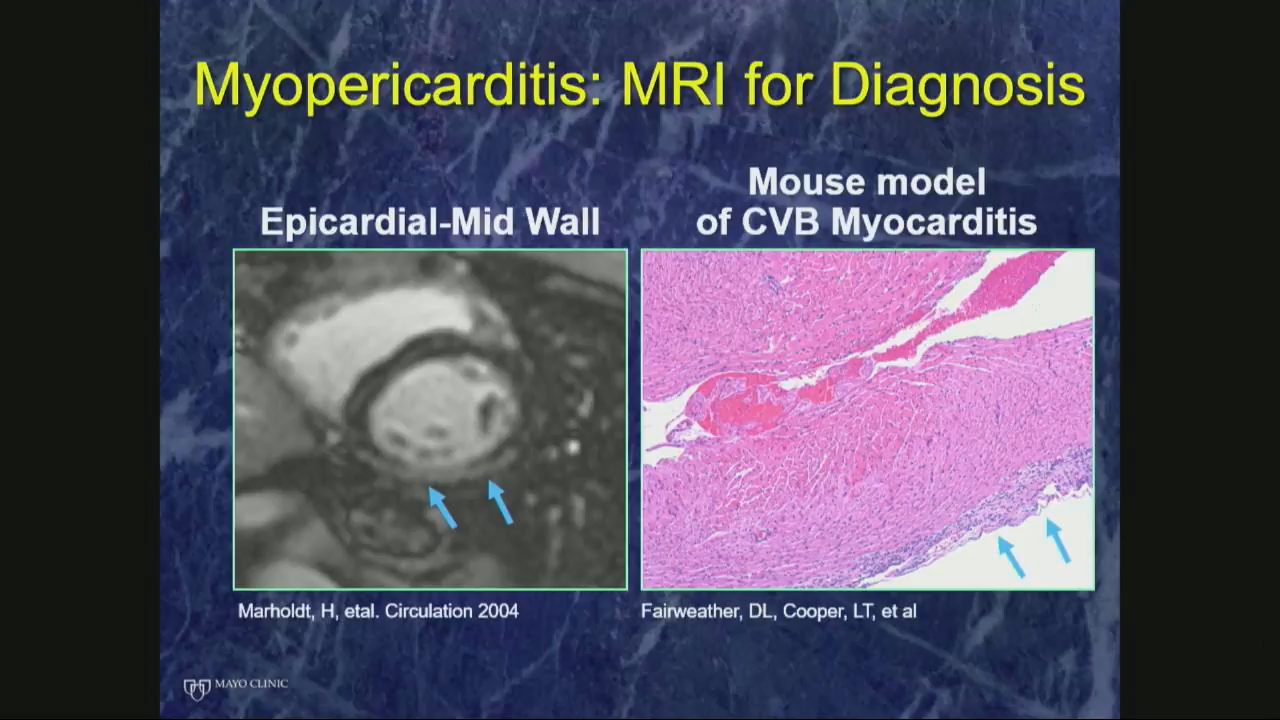 Myopericarditis: MRI for Diagnosis
Epicardial-Mid Wall
Mouse model
of CVB Myocarditis
Marholdt, H, etal. Circulation 2004
Fairweather, DL, Cooper, LT, et al
MAYO CLINIC